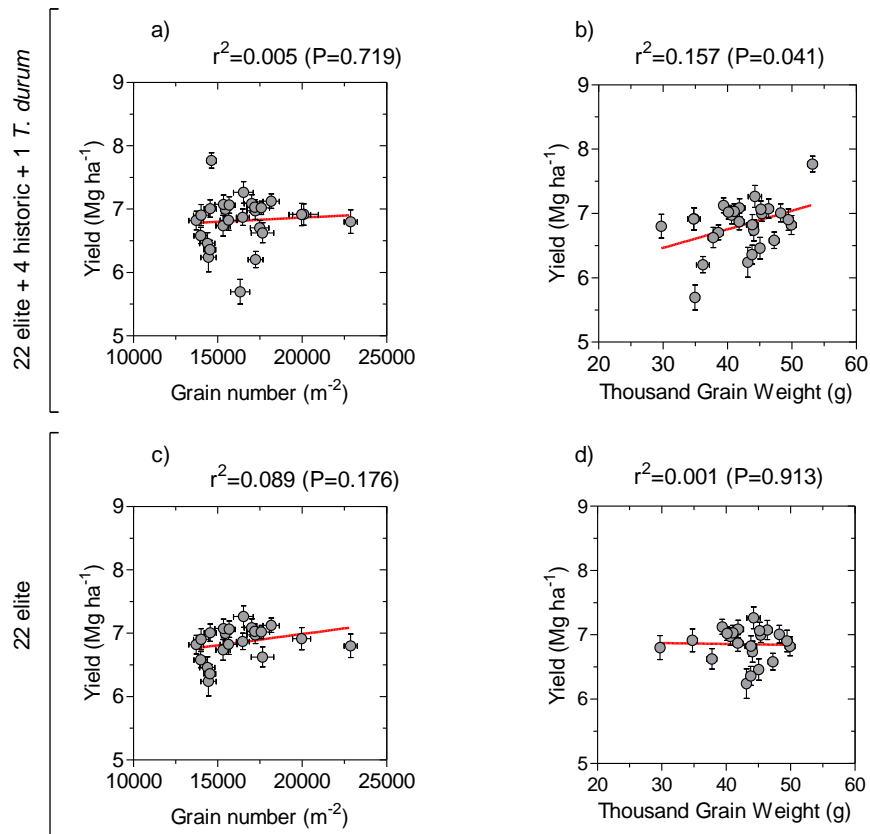 22 elite + 4 historic + 1 T. durum
a)
r²=0.005 (P=0.719)
Yield (Mg ha⁻¹)
9
8
7
6
5
10000 15000 20000 25000
Grain number (m⁻²)
b)
r²=0.157 (P=0.041)
Yield (Mg ha⁻¹)
9
8
7
6
5
20 30 40 50 60
Thousand Grain Weight (g)
22 elite
c)
r²=0.089 (P=0.176)
Yield (Mg ha⁻¹)
9
8
7
6
5
10000 15000 20000 25000
Grain number (m⁻²)
d)
r²=0.001 (P=0.913)
Yield (Mg ha⁻¹)
9
8
7
6
5
20 30 40 50 60
Thousand Grain Weight (g)